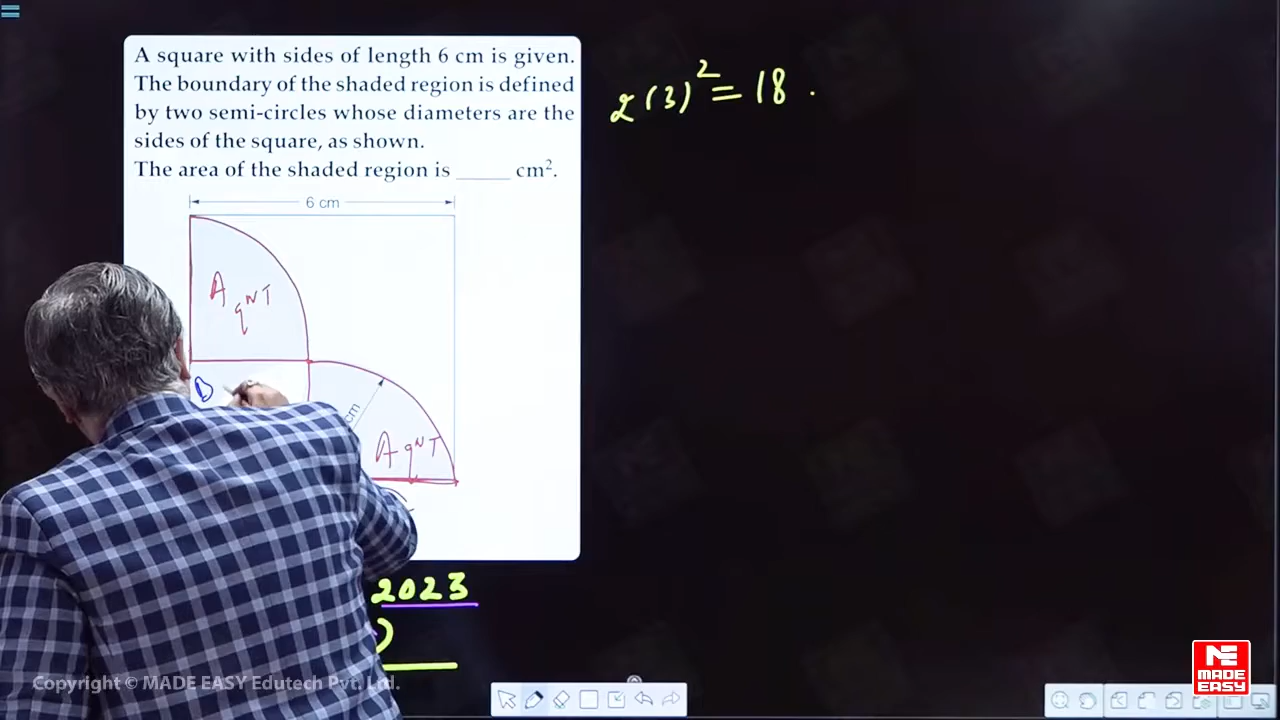 A square with sides of length 6 cm is given.
The boundary of the shaded region is defined
by two semi-circles whose diameters are the
sides of the square, as shown.
The area of the shaded region is _____ cm².
2(3)² = 18 .
6 cm
A
qNT
B
cm
A qNT
2023
)
Copyright © MADE EASY Edutech Pvt. Ltd.
MADE
EASY